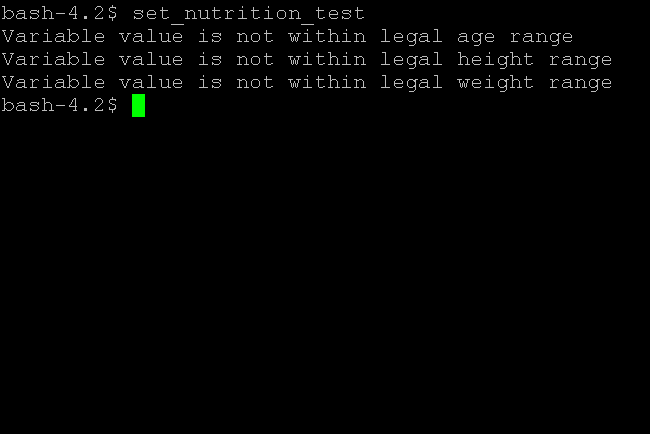 bash-4.2$ set_nutrition_test
Variable value is not within legal age range
Variable value is not within legal height range
Variable value is not within legal weight range
bash-4.2$